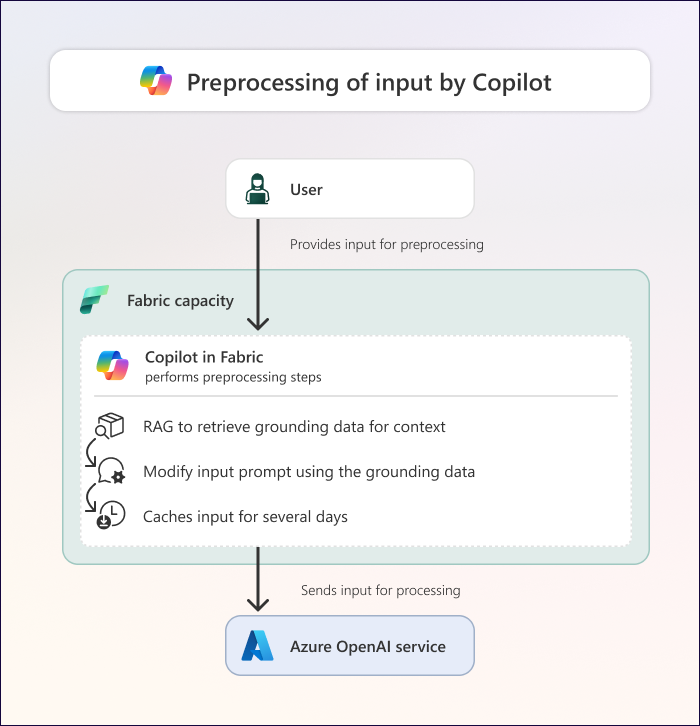 Preprocessing of input by Copilot
User
Provides input for preprocessing
Fabric capacity
Copilot in Fabric
performs preprocessing steps
RAG to retrieve grounding data for context
Modify input prompt using the grounding data
Caches input for several days
Sends input for processing
Azure OpenAI service